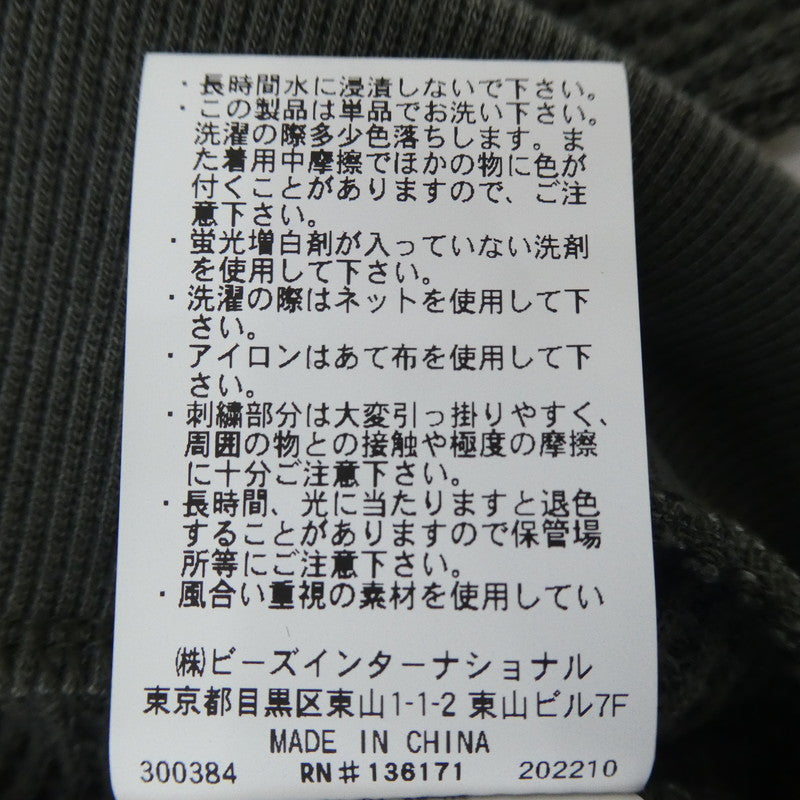 ・長時間水に浸漬しないで下さい。
・この製品は単品でお洗い下さい。
洗濯の際多少色落ちします。ま
た着用中摩擦でほかの物に色が
付くことがありますので、ご注
意下さい。
・蛍光増白剤が入っていない洗剤
を使用して下さい。
・洗濯の際はネットを使用して下
さい。
・アイロンはあて布を使用して下
さい。
・刺繍部分は大変引っ掛りやすく、
周囲の物との接触や極度の摩擦
に十分ご注意下さい。
・長時間、光に当たりますと退色
することがありますので保管場
所等にご注意下さい。
・風合い重視の素材を使用してい
㈱ビーズインターナショナル
東京都目黒区東山1-1-2 東山ビル7F
MADE IN CHINA
300384 RN#136171 202210